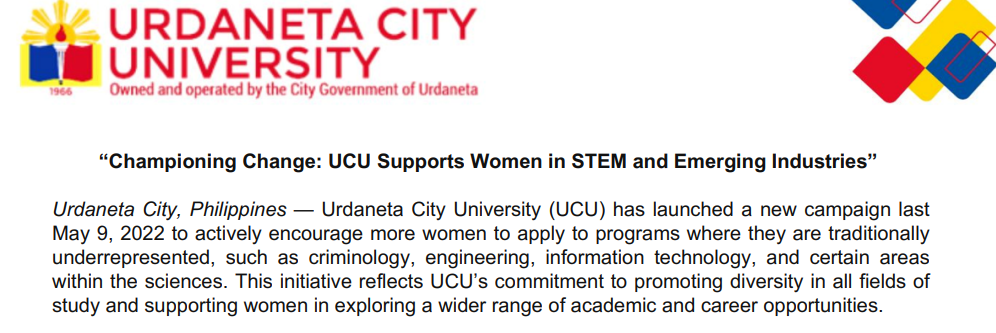 URDANETA CITY
UNIVERSITY
1966
Owned and operated by the City Government of Urdaneta
“Championing Change: UCU Supports Women in STEM and Emerging Industries”
Urdaneta City, Philippines — Urdaneta City University (UCU) has launched a new campaign last
May 9, 2022 to actively encourage more women to apply to programs where they are traditionally
underrepresented, such as criminology, engineering, information technology, and certain areas
within the sciences. This initiative reflects UCU’s commitment to promoting diversity in all fields of
study and supporting women in exploring a wider range of academic and career opportunities.